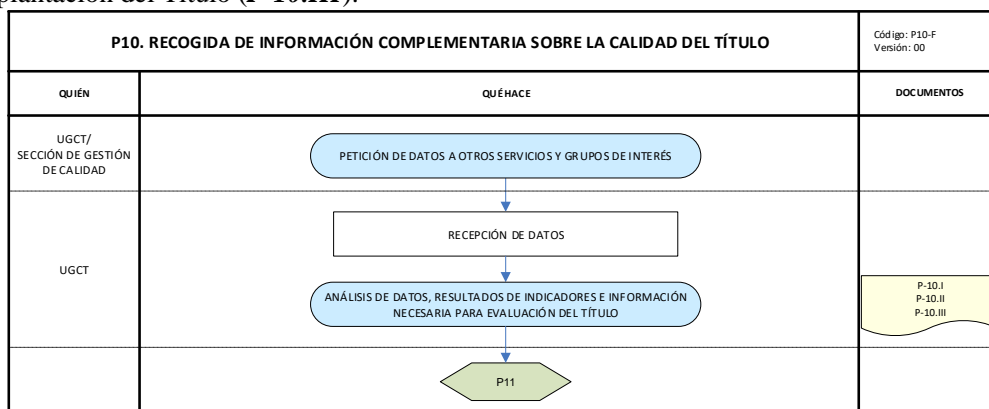 plantación del Título (P-10.III).
P10. RECOGIDA DE INFORMACIÓN COMPLEMENTARIA SOBRE LA CALIDAD DEL TÍTULO
Código: P10-F
Versión: 00
QUIÉN
QUÉ HACE
DOCUMENTOS
UGCT/
SECCIÓN DE GESTIÓN
DE CALIDAD
PETICIÓN DE DATOS A OTROS SERVICIOS Y GRUPOS DE INTERÉS
RECEPCIÓN DE DATOS
UGCT
ANÁLISIS DE DATOS, RESULTADOS DE INDICADORES E INFORMACIÓN
NECESARIA PARA EVALUACIÓN DEL TÍTULO
P-10.I
P-10.II
P-10.III
P11